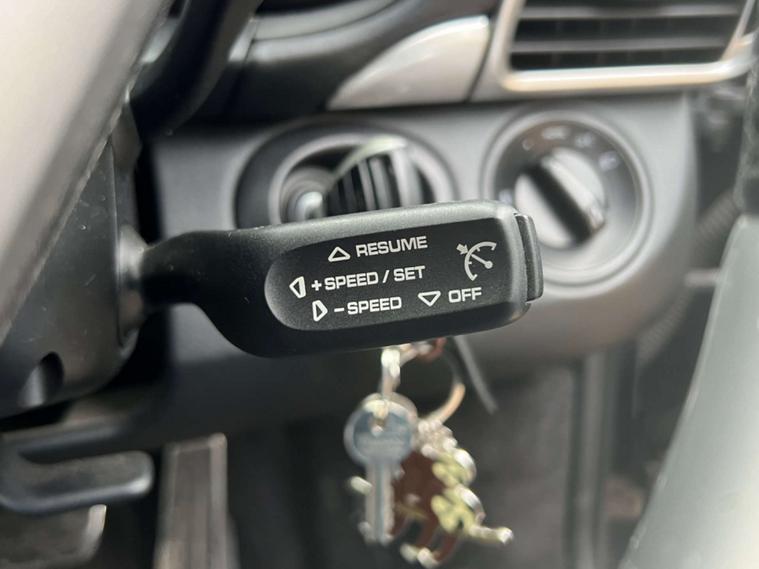 RESUME
+SPEED / SET
-SPEED OFF